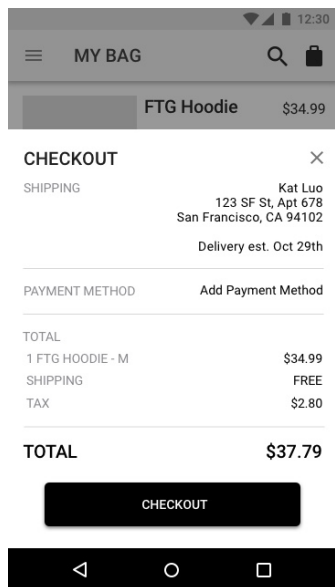 12:30
MY BAG
FTG Hoodie $34.99
CHECKOUT
SHIPPING Kat Luo
123 SF St, Apt 678
San Francisco, CA 94102
Delivery est. Oct 29th
PAYMENT METHOD Add Payment Method
TOTAL
1 FTG HOODIE - M $34.99
SHIPPING FREE
TAX $2.80
TOTAL $37.79
CHECKOUT